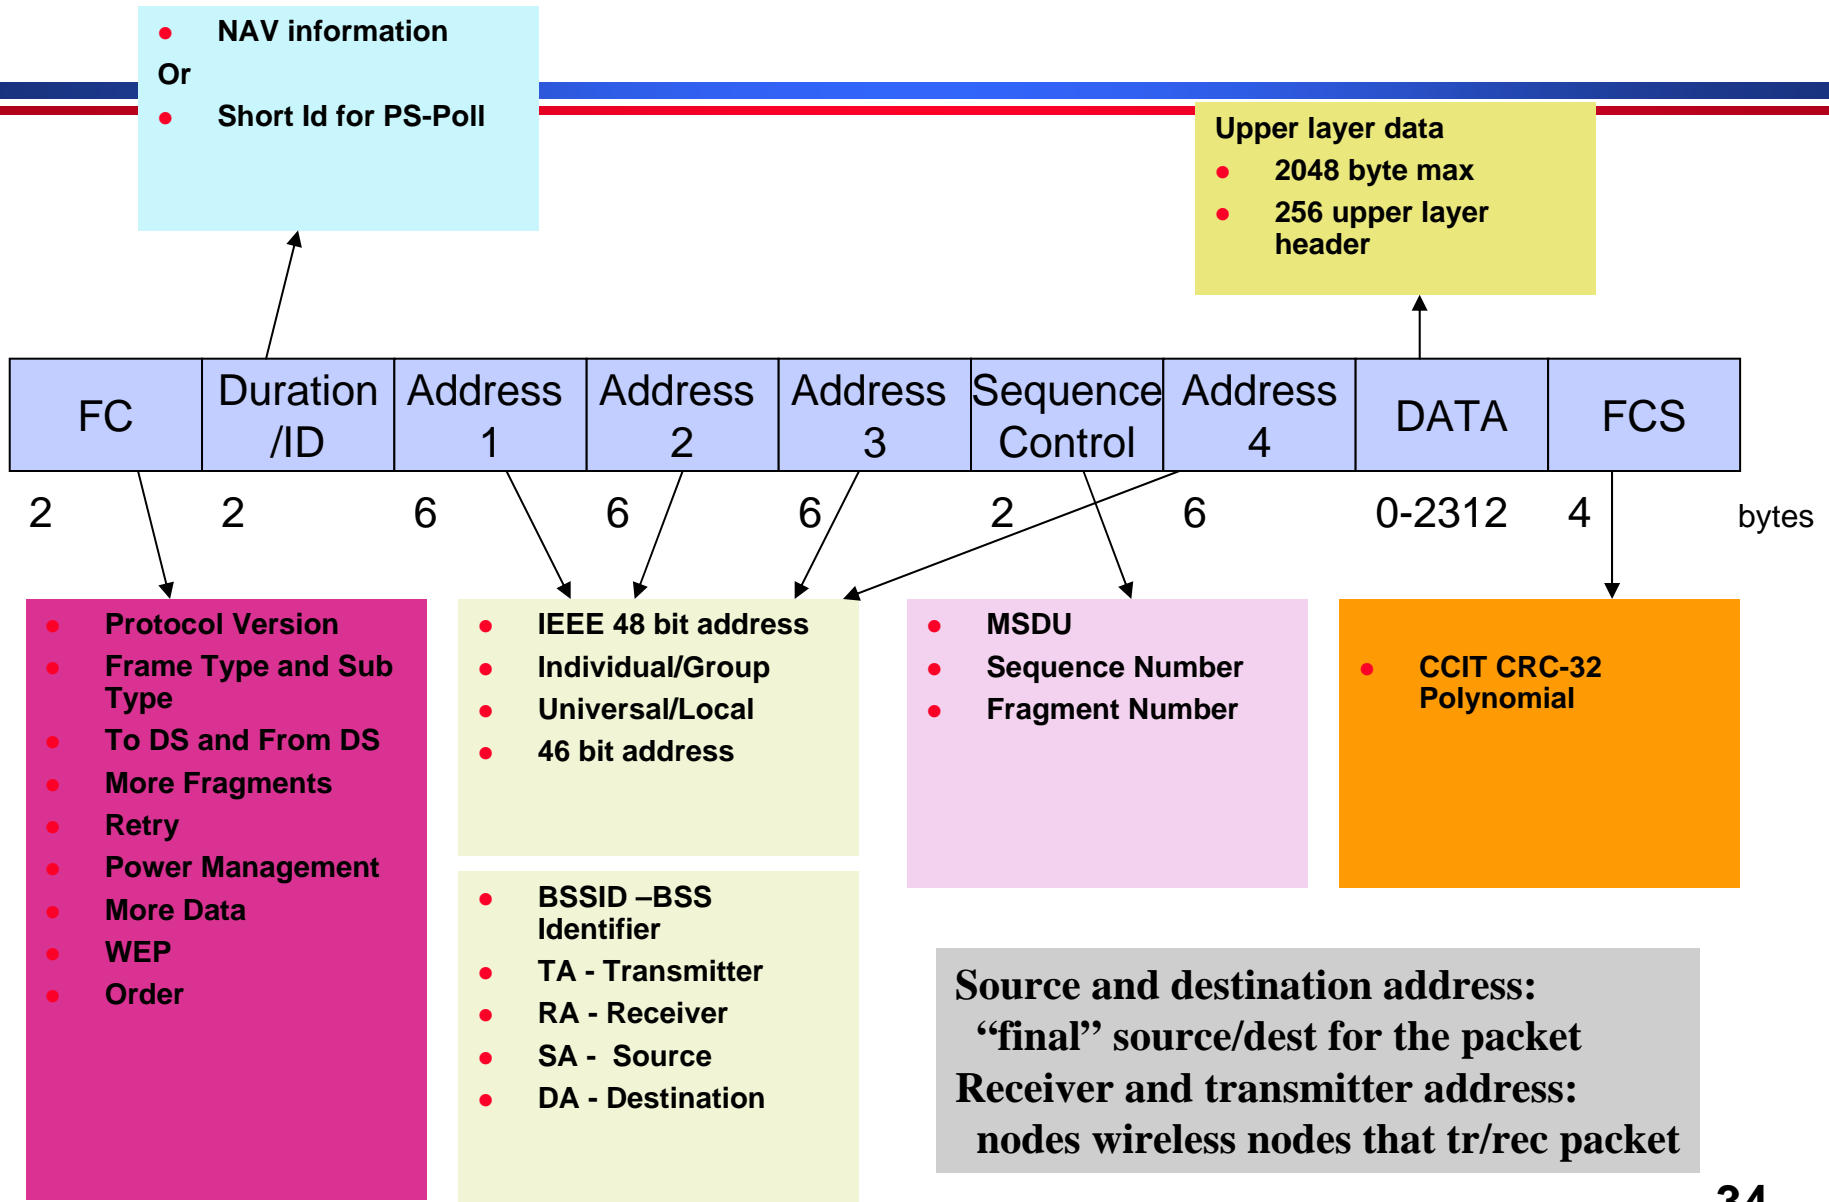 NAV information
Or
Short Id for PS-Poll
Upper layer data
2048 byte max
256 upper layer
header
FC
Duration
/ID
Address
1
Address
2
Address
3
Sequence
Control
Address
4
DATA
FCS
2
2
6
6
6
2
6
0-2312
4
bytes
Protocol Version
Frame Type and Sub
Type
To DS and From DS
More Fragments
Retry
Power Management
More Data
WEP
Order
IEEE 48 bit address
Individual/Group
Universal/Local
46 bit address
BSSID –BSS
Identifier
TA - Transmitter
RA - Receiver
SA - Source
DA - Destination
MSDU
Sequence Number
Fragment Number
CCIT CRC-32
Polynomial
Source and destination address:
“final” source/dest for the packet
Receiver and transmitter address:
nodes wireless nodes that tr/rec packet
34